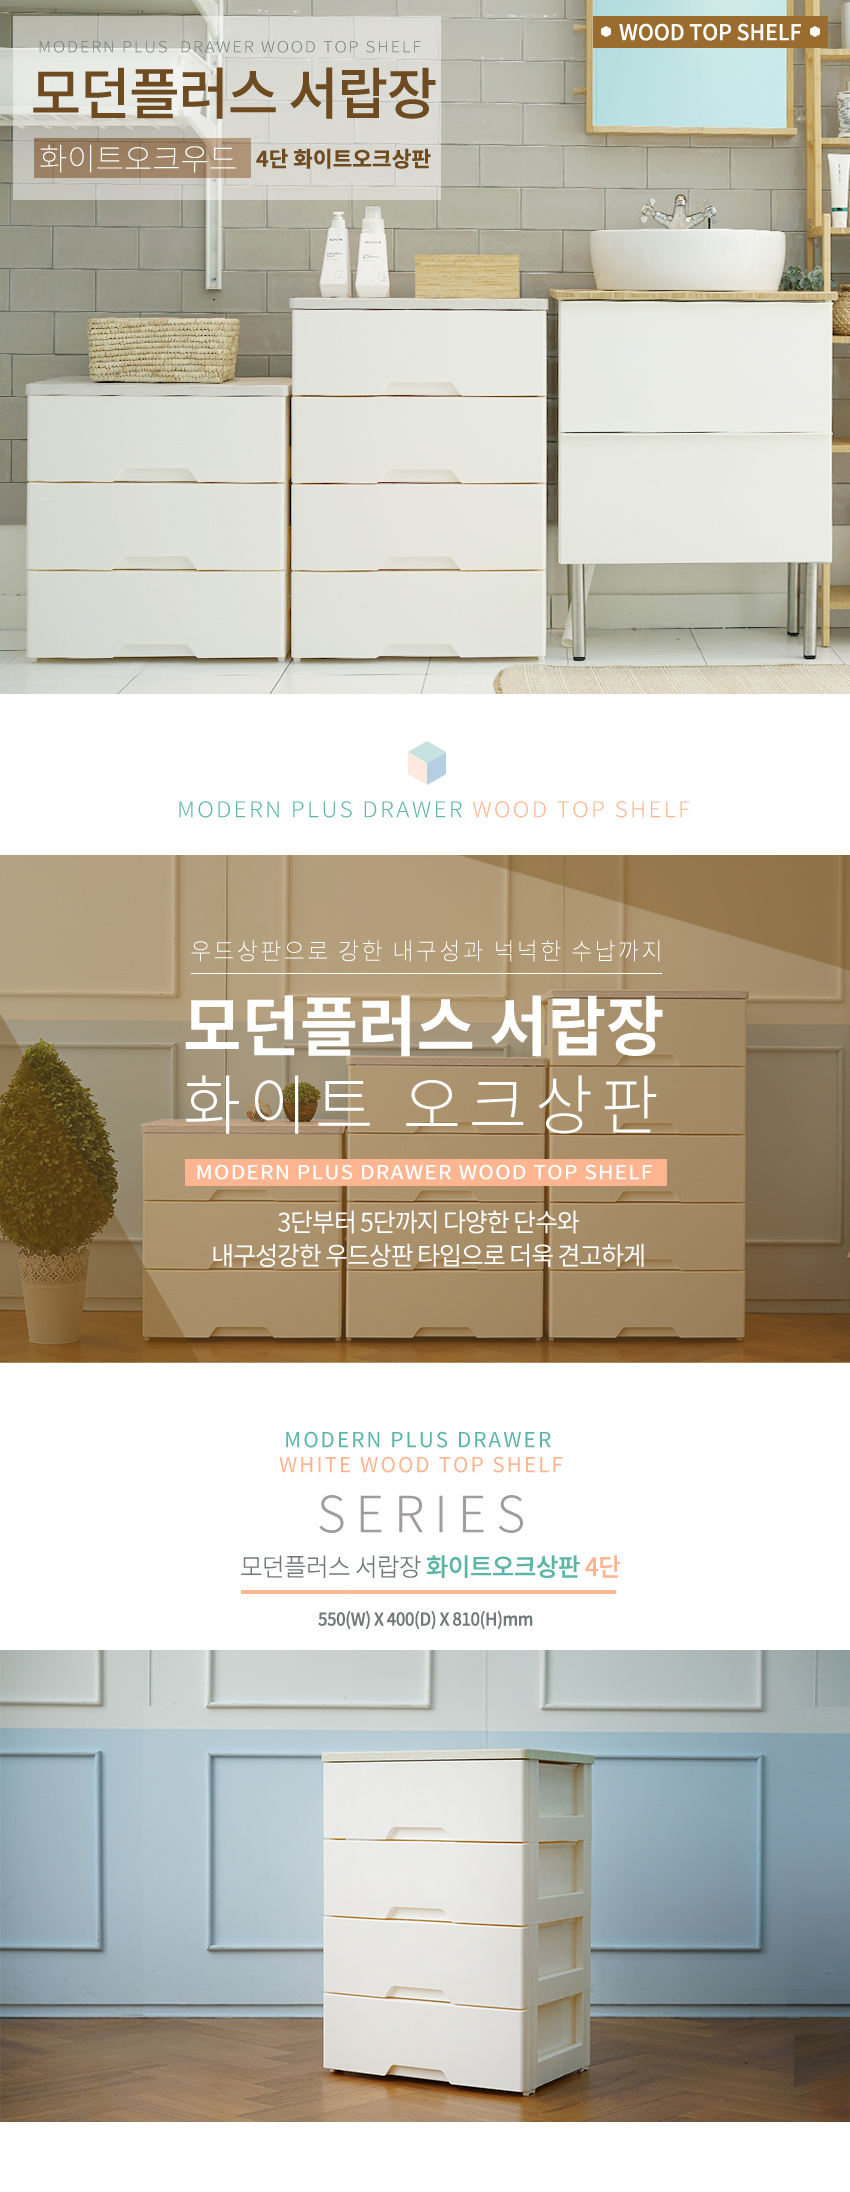 MODERN PLUS DRAWER WOOD TOP SHELF
모던플러스 서랍장
화이트오크우드 4단 화이트오크상판
WOOD TOP SHELF
MODERN PLUS DRAWER WOOD TOP SHELF
우드상판으로 강한 내구성과 넉넉한 수납까지
모던플러스 서랍장
화이트 오크상판
MODERN PLUS DRAWER WOOD TOP SHELF
3단부터 5단까지 다양한 단수와
내구성강한 우드상판 타입으로 더욱 견고하게
MODERN PLUS DRAWER
WHITE WOOD TOP SHELF
SERIES
모던플러스 서랍장 화이트오크상판 4단
550(W) X 400(D) X 810(H)mm